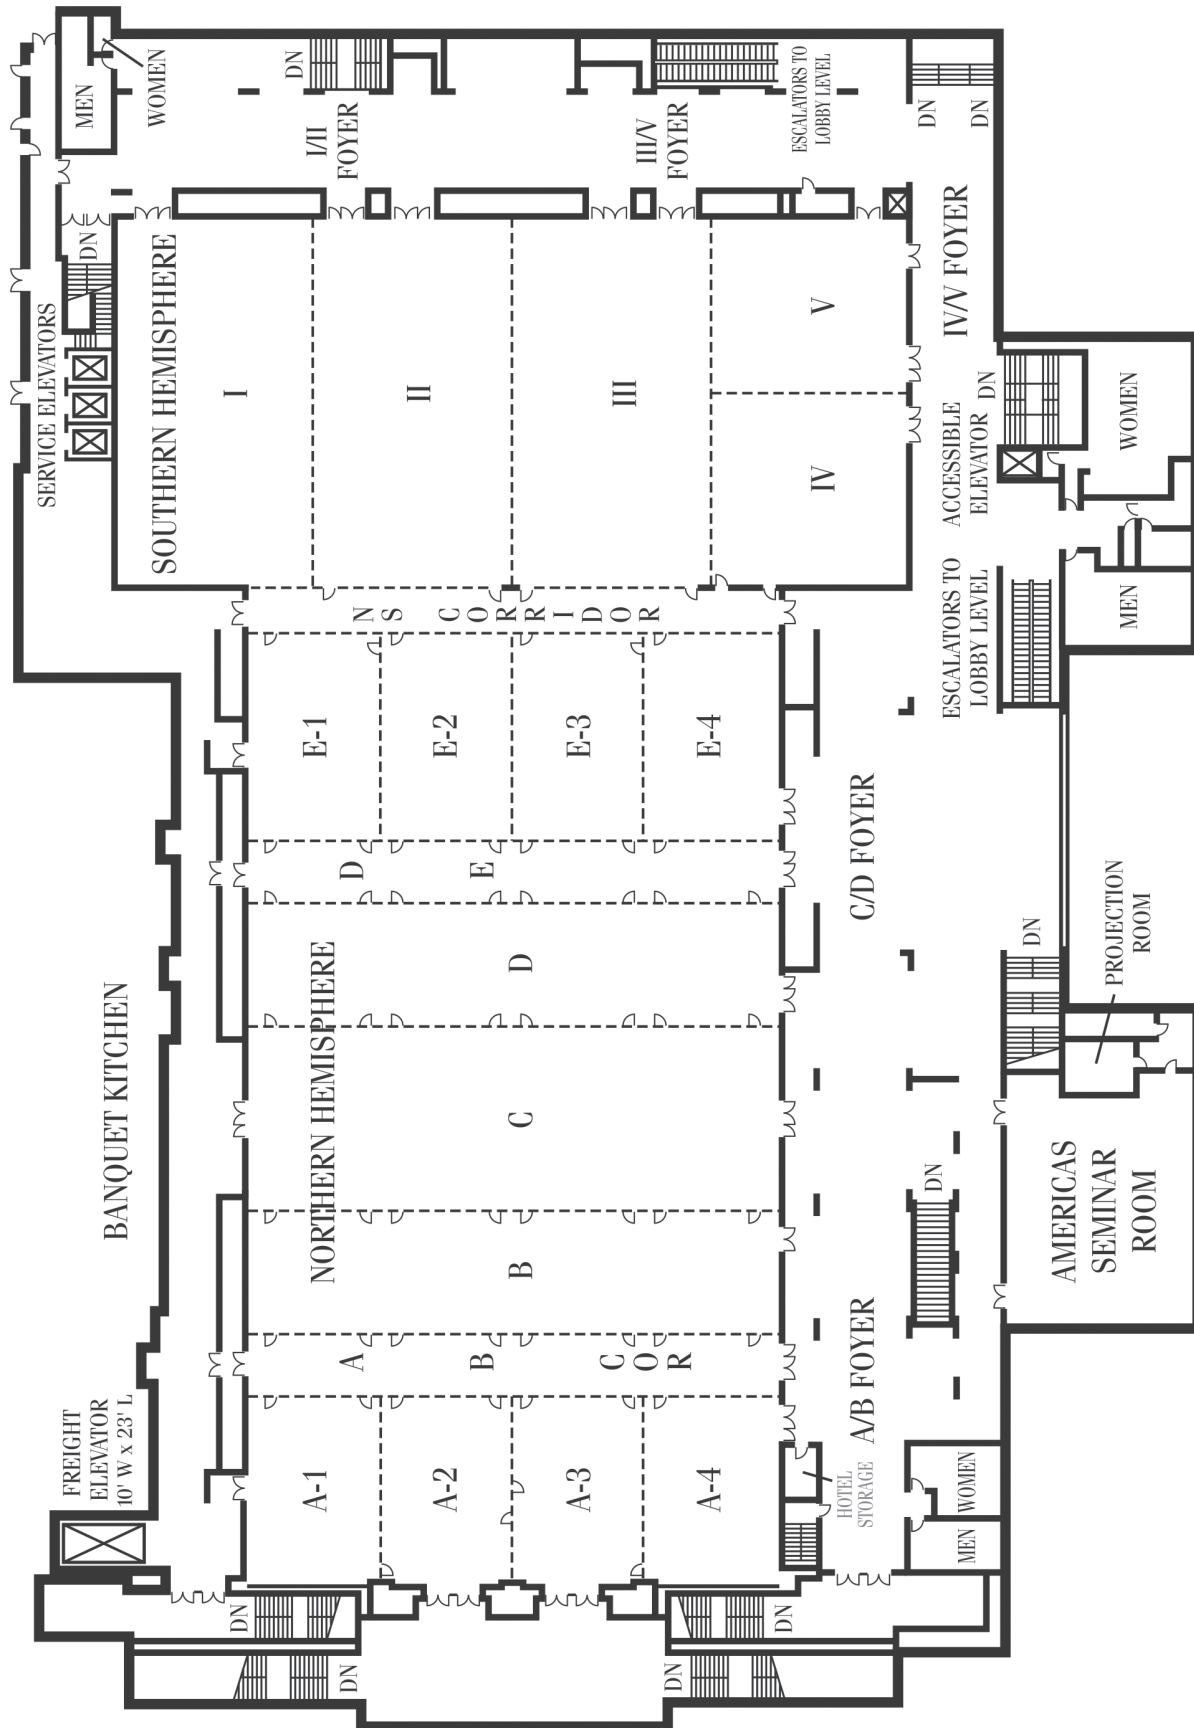 FREIGHT
ELEVATOR
10' W x 23' L
BANQUET KITCHEN
SERVICE ELEVATORS
DN
MEN
WOMEN
SOUTHERN HEMISPHERE
I
II
III
IV
V
DN
I/II
FOYER
III/V
FOYER
ESCALATORS TO
LOBBY LEVEL
DN
DN
NORTHERN HEMISPHERE
DN
DN
A-1
A-2
A-3
A-4
A B COR
B
C
D
D E
E-1
E-2
E-3
E-4
NS CORRIDOR
DN
DN
HOTEL
STORAGE
A/B FOYER
C/D FOYER
IV/V FOYER
MEN
WOMEN
DN
ESCALATORS TO
LOBBY LEVEL
ACCESSIBLE
ELEVATOR
DN
DN
AMERICAS
SEMINAR
ROOM
PROJECTION
ROOM
MEN
WOMEN